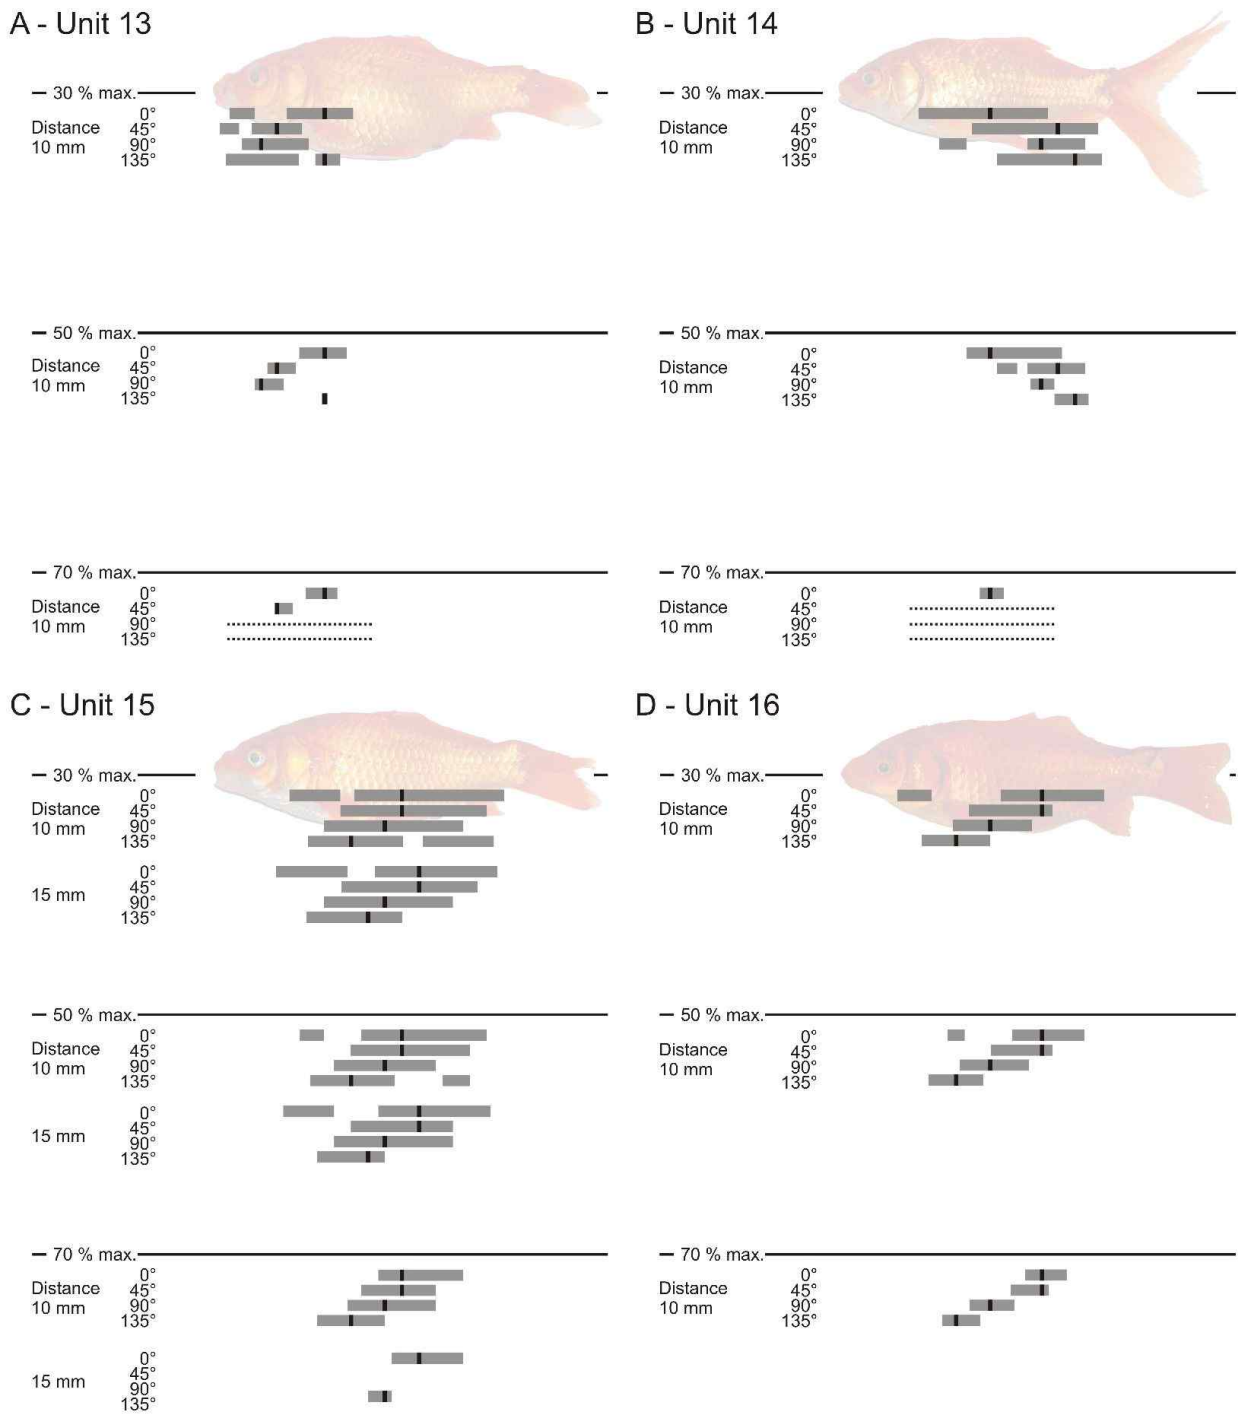 A - Unit 13
30 % max.
0°
Distance 45°
10 mm 90°
135°
50 % max.
0°
Distance 45°
10 mm 90°
135°
70 % max.
0°
Distance 45°
10 mm 90°
135°
B - Unit 14
30 % max.
0°
Distance 45°
10 mm 90°
135°
50 % max.
0°
Distance 45°
10 mm 90°
135°
70 % max.
0°
Distance 45°
10 mm 90°
135°
C - Unit 15
30 % max.
0°
Distance 45°
10 mm 90°
135°
0°
45°
15 mm 90°
135°
50 % max.
0°
Distance 45°
10 mm 90°
135°
0°
45°
15 mm 90°
135°
70 % max.
0°
Distance 45°
10 mm 90°
135°
0°
45°
15 mm 90°
135°
D - Unit 16
30 % max.
0°
Distance 45°
10 mm 90°
135°
50 % max.
0°
Distance 45°
10 mm 90°
135°
70 % max.
0°
Distance 45°
10 mm 90°
135°